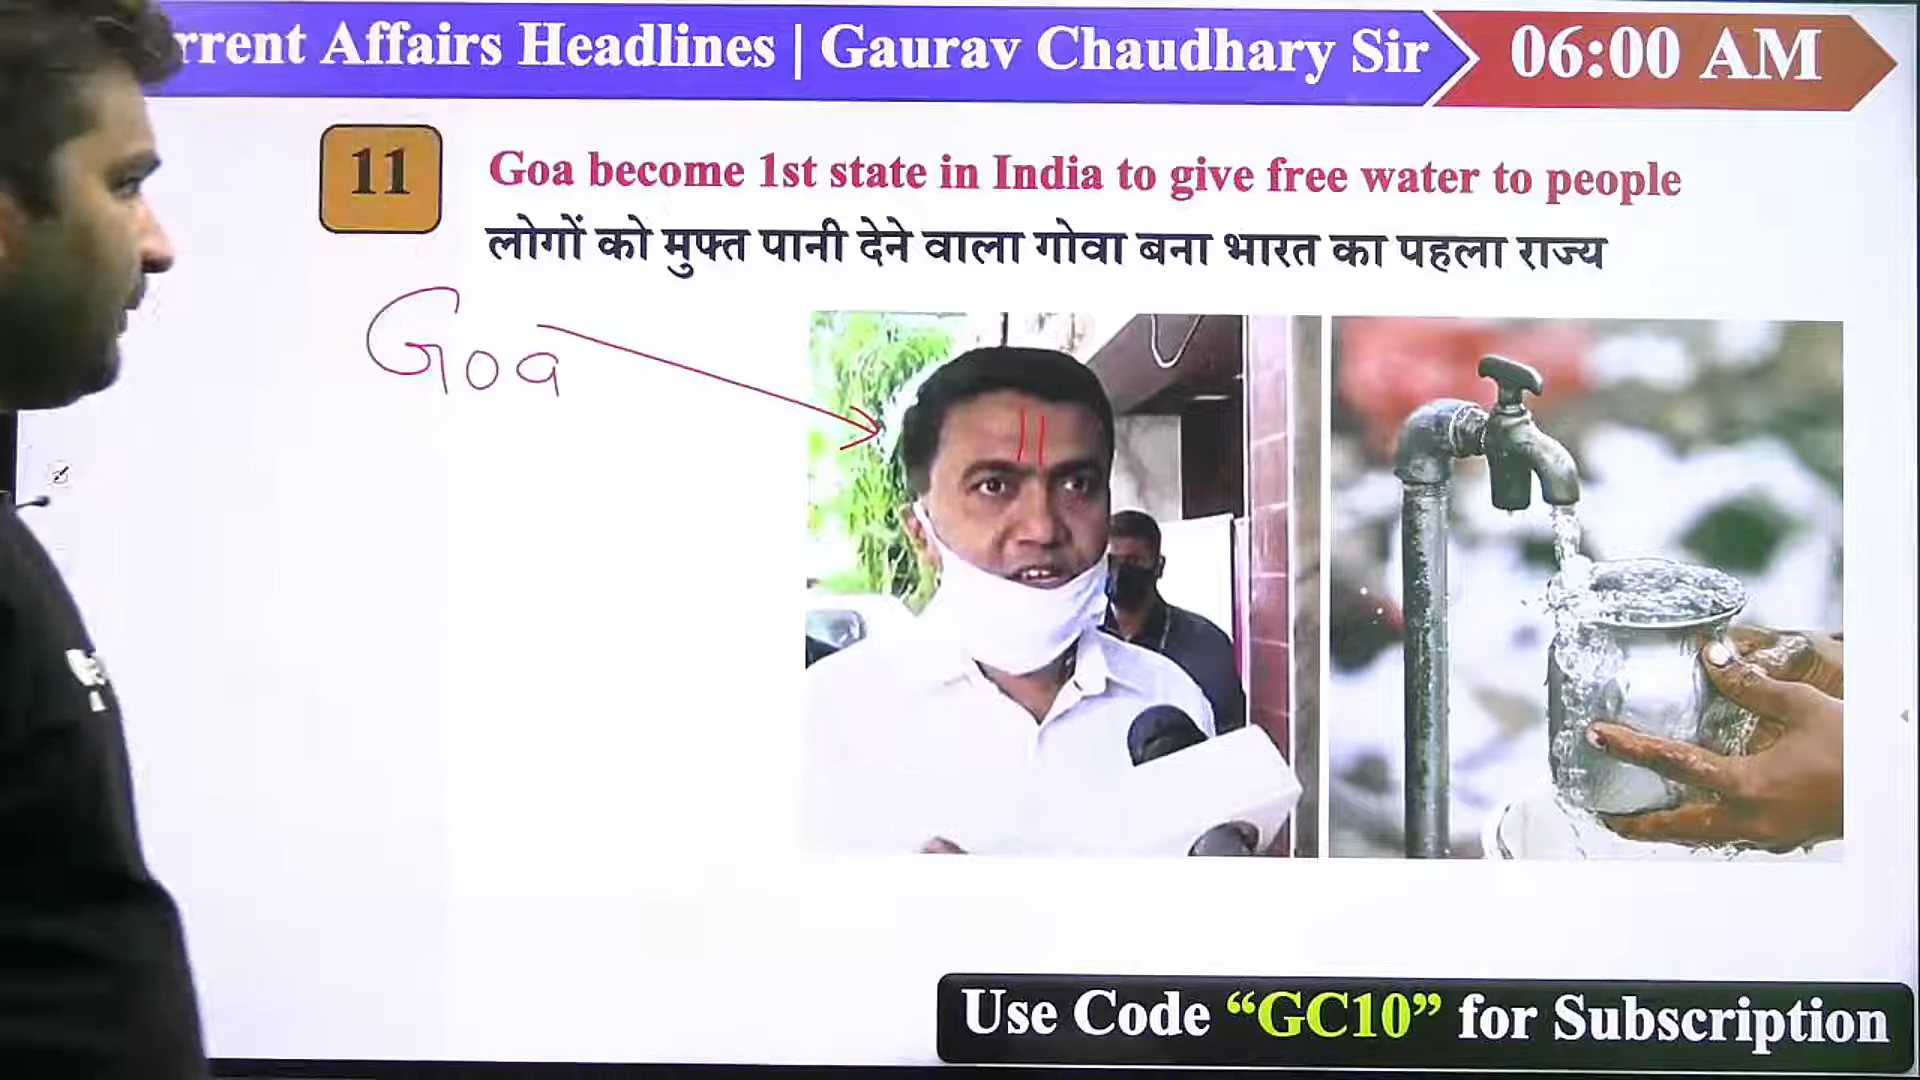 rrent Affairs Headlines | Gaurav Chaudhary Sir
06:00 AM
11
Goa become 1st state in India to give free water to people
लोगों को मुफ्त पानी देने वाला गोवा बना भारत का पहला राज्य
Goa
Use Code “GC10” for Subscription